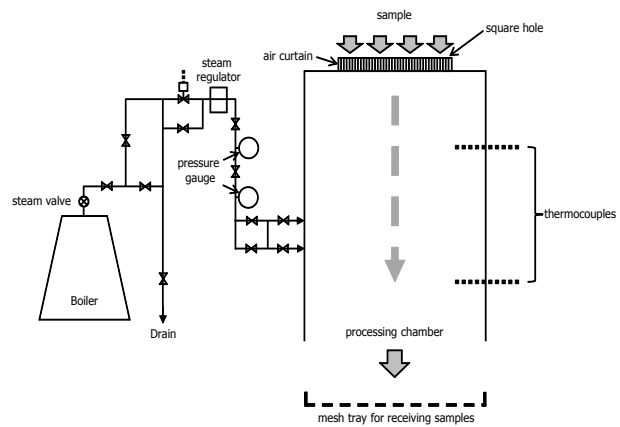 sample
square hole
air curtain
steam
regulator
pressure
gauge
steam valve
thermocouples
Boiler
Drain
processing chamber
mesh tray for receiving samples